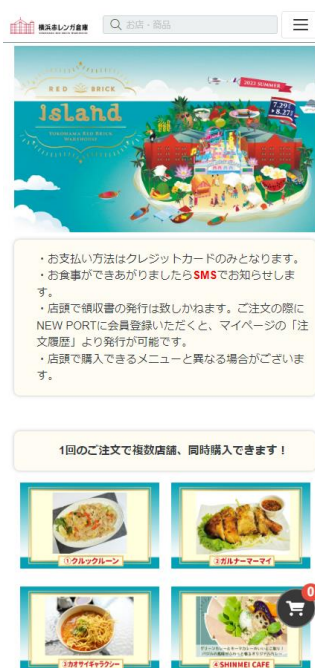 横浜赤レンガ倉庫
お店・商品
RED BRICK
Island
YOKOHAMA RED BRICK
WAREHOUSE
2023 SUMMER
7.29
8.27
・お支払い方法はクレジットカードのみとなります。
・お食事ができあがりましたらSMSでお知らせしま
す。
・店頭で領収書の発行は致しかねます。ご注文の際に
NEW PORTに会員登録いただくと、マイページの「注
文履歴」より発行が可能です。
・店頭で購入できるメニューと異なる場合がございま
す。
1回のご注文で複数店舗、同時購入できます！
①クルックルーン
②ガルナーマーマイ
0
③カオサイキャラクシー
④SHINMEI CAFE